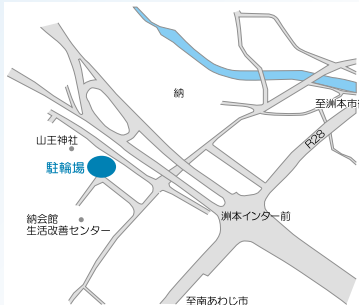 納
至洲本市
R28
山王神社
駐輪場
洲本インター前
納会館
生活改善センター
至南あわじ市